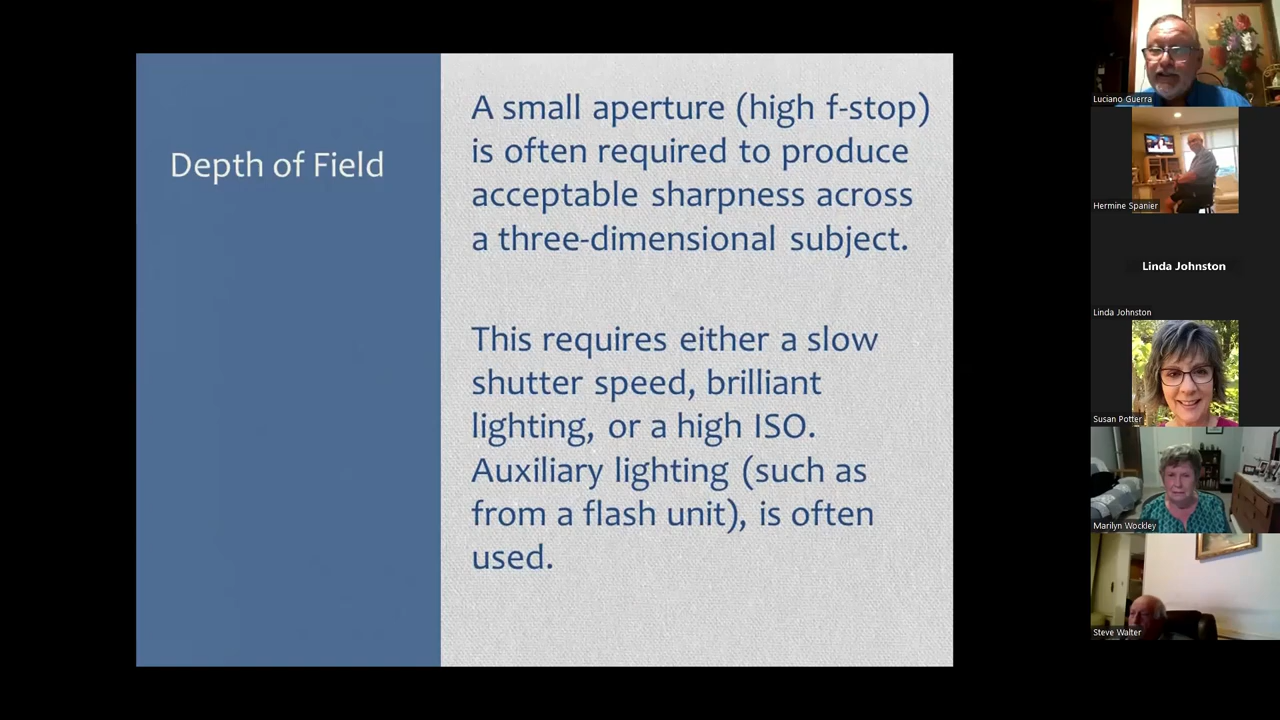 Depth of Field
A small aperture (high f-stop)
is often required to produce
acceptable sharpness across
a three-dimensional subject.
This requires either a slow
shutter speed, brilliant
lighting, or a high ISO.
Auxiliary lighting (such as
from a flash unit), is often
used.
Luciano Guerra
Hermine Spanier
Linda Johnston
Linda Johnston
Susan Potter
Marilyn Wockley
Steve Walter